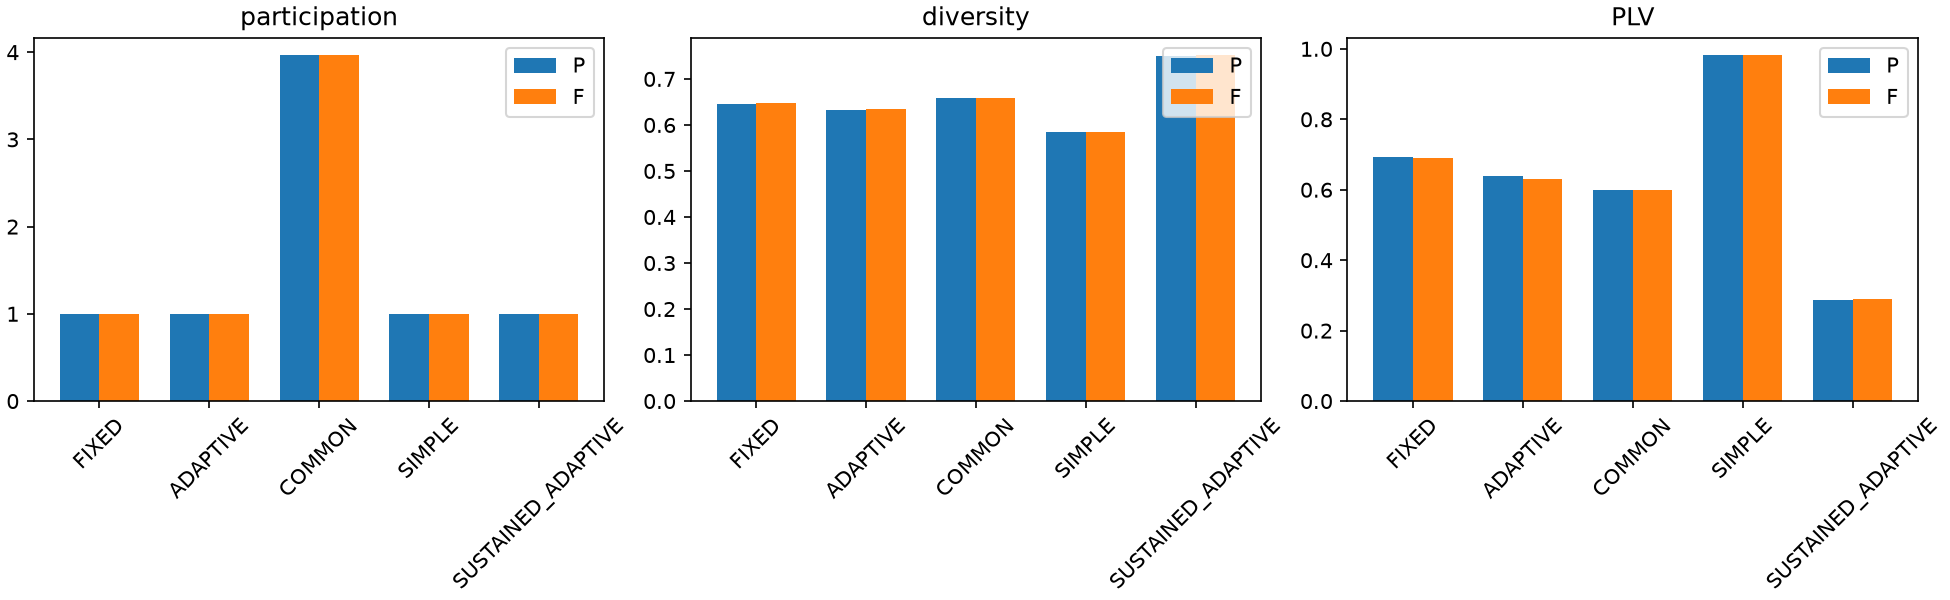 participation
4
3
2
1
0
P
F
FIXED
ADAPTIVE
COMMON
SIMPLE
SUSTAINED_ADAPTIVE
diversity
0.7
0.6
0.5
0.4
0.3
0.2
0.1
0.0
P
F
FIXED
ADAPTIVE
COMMON
SIMPLE
SUSTAINED_ADAPTIVE
PLV
1.0
0.8
0.6
0.4
0.2
0.0
P
F
FIXED
ADAPTIVE
COMMON
SIMPLE
SUSTAINED_ADAPTIVE